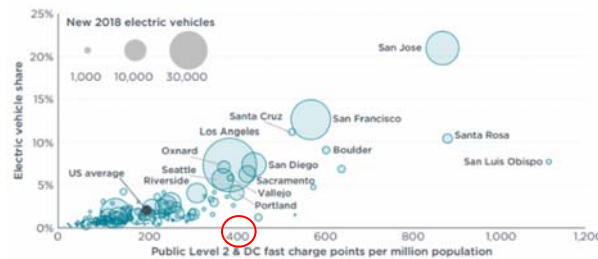 New 2018 electric vehicles
1,000 10,000 30,000
Electric vehicle share
25%
20%
15%
10%
5%
0%
San Jose
Santa Cruz
San Francisco
Los Angeles
Santa Rosa
Oxnard
Boulder
San Luis Obispo
San Diego
Seattle
US average
Riverside
Sacramento
Vallejo
Portland
0 200 400 600 800 1,000 1,200
Public Level 2 & DC fast charge points per million population